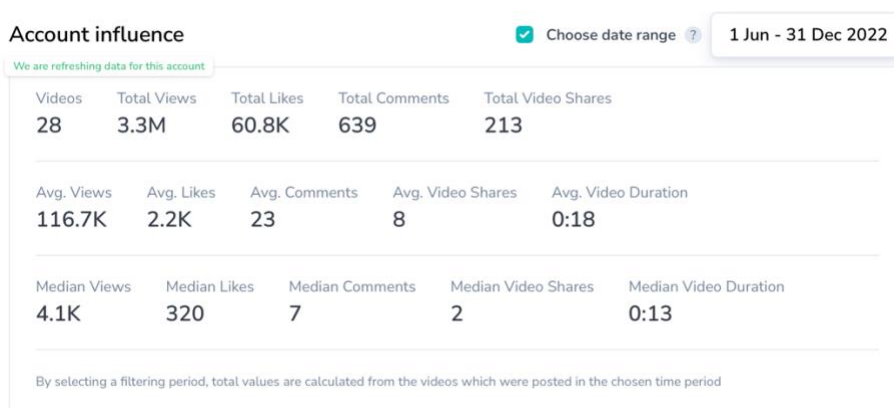 Account influence
Choose date range ? 1 Jun - 31 Dec 2022
We are refreshing data for this account
Videos Total Views Total Likes Total Comments Total Video Shares
28 3.3M 60.8K 639 213
Avg. Views Avg. Likes Avg. Comments Avg. Video Shares Avg. Video Duration
116.7K 2.2K 23 8 0:18
Median Views Median Likes Median Comments Median Video Shares Median Video Duration
4.1K 320 7 2 0:13
By selecting a filtering period, total values are calculated from the videos which were posted in the chosen time period